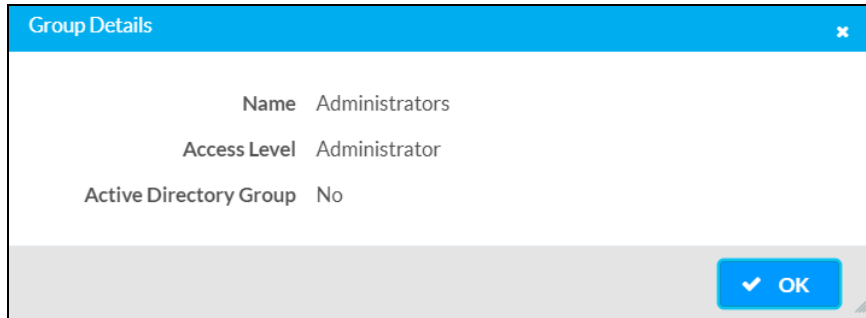 Group Details
Name Administrators
Access Level Administrator
Active Directory Group No
OK